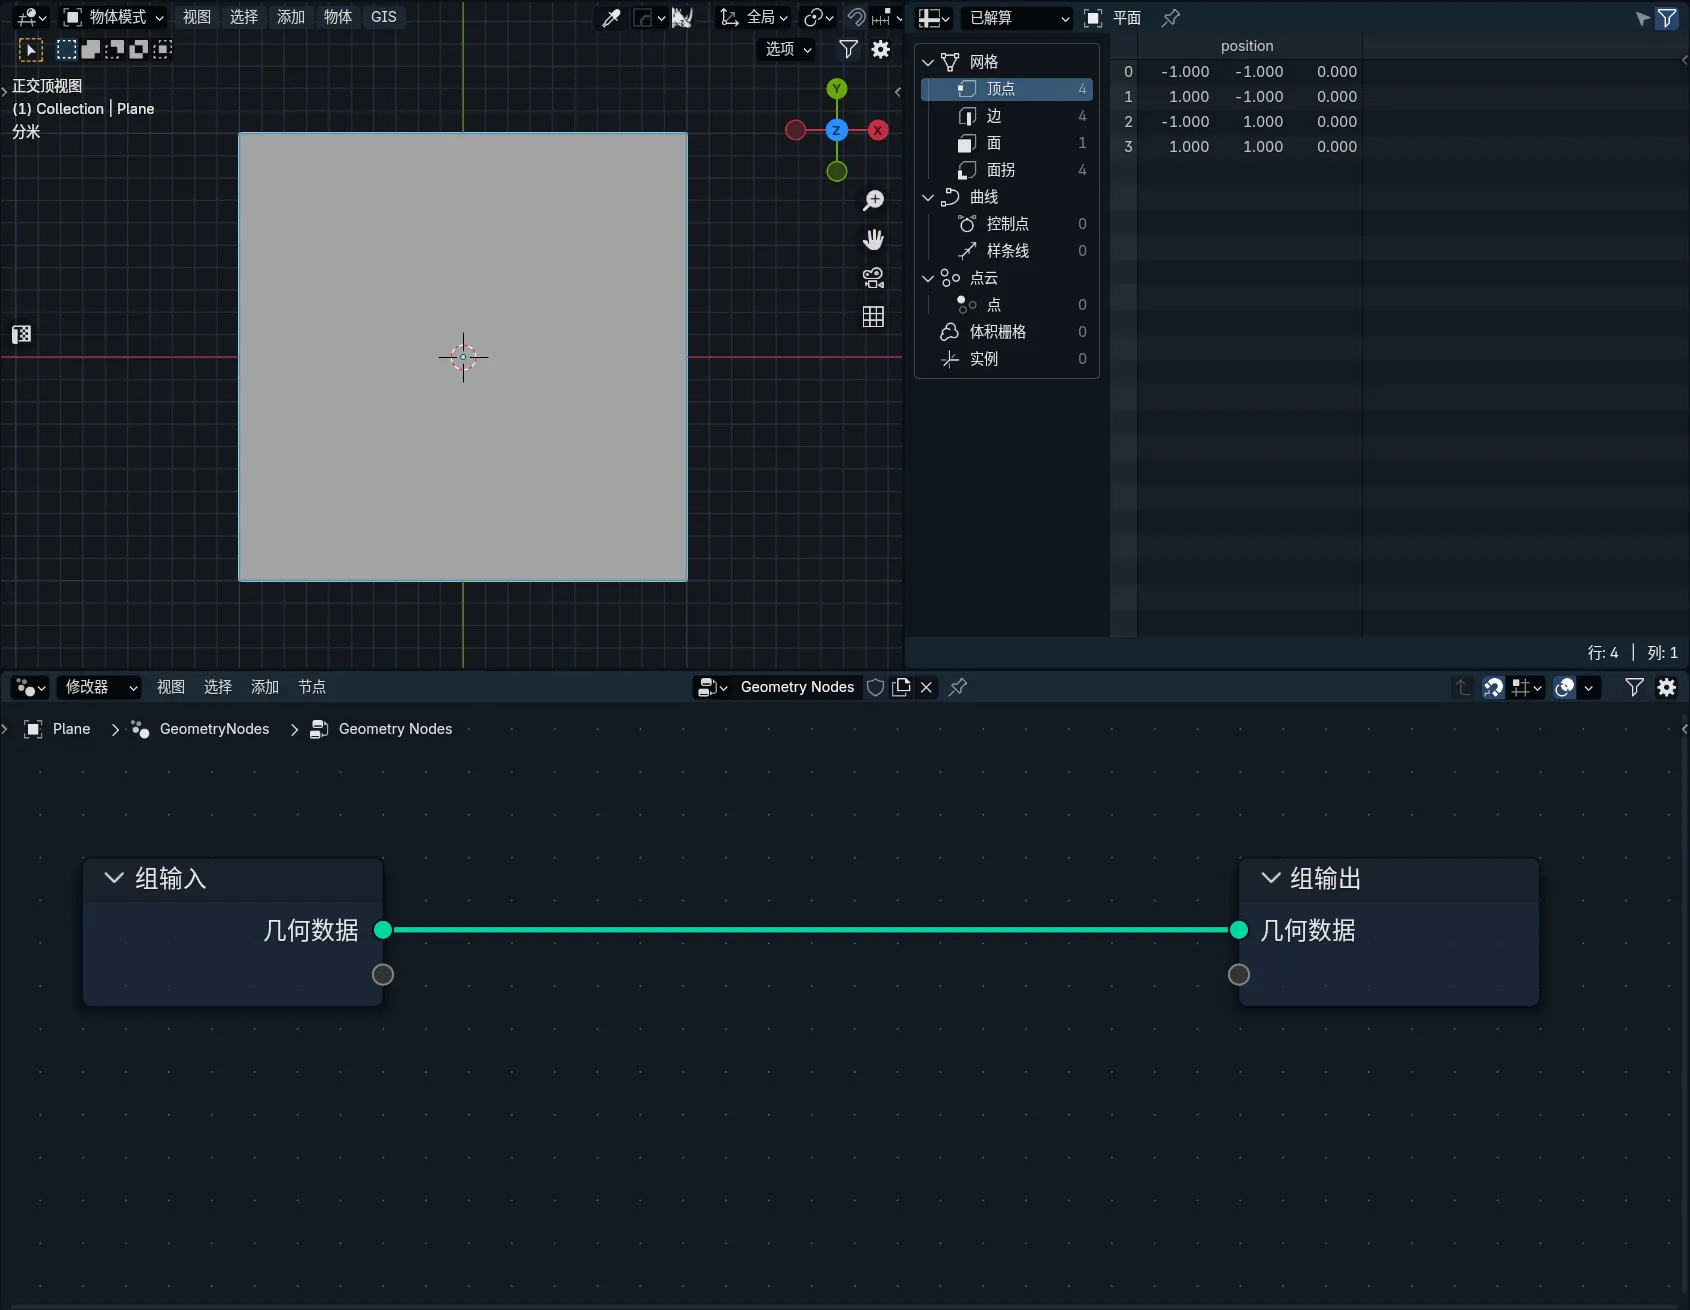 物体模式 视图 选择 添加 物体 GIS 全局
选项
正交顶视图
(1) Collection | Plane
分米
Y
Z
X
已解算 平面
网格
顶点 4
边 4
面 1
面拐 4
曲线
控制点 0
样条线 0
点云
点 0
体积栅格 0
实例 0
position
0 -1.000 -1.000 0.000
1 1.000 -1.000 0.000
2 -1.000 1.000 0.000
3 1.000 1.000 0.000
行: 4 | 列: 1
修改器 视图 选择 添加 节点 Geometry Nodes
Plane GeometryNodes Geometry Nodes
组输入
几何数据
组输出
几何数据